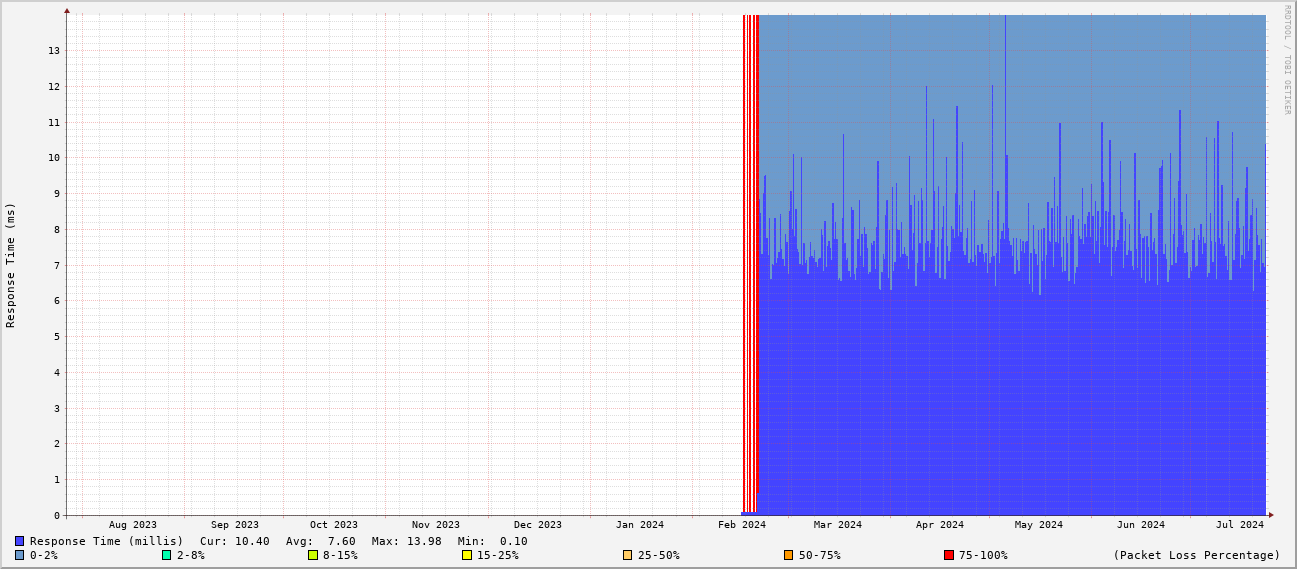 RRDTOOL / TOBI OETIKER
Response Time (ms)
13
12
11
10
9
8
7
6
5
4
3
2
1
0
Aug 2023 Sep 2023 Oct 2023 Nov 2023 Dec 2023 Jan 2024 Feb 2024 Mar 2024 Apr 2024 May 2024 Jun 2024 Jul 2024
Response Time (millis) Cur: 10.40 Avg: 7.60 Max: 13.98 Min: 0.10
0-2% 2-8% 8-15% 15-25% 25-50% 50-75% 75-100% (Packet Loss Percentage)